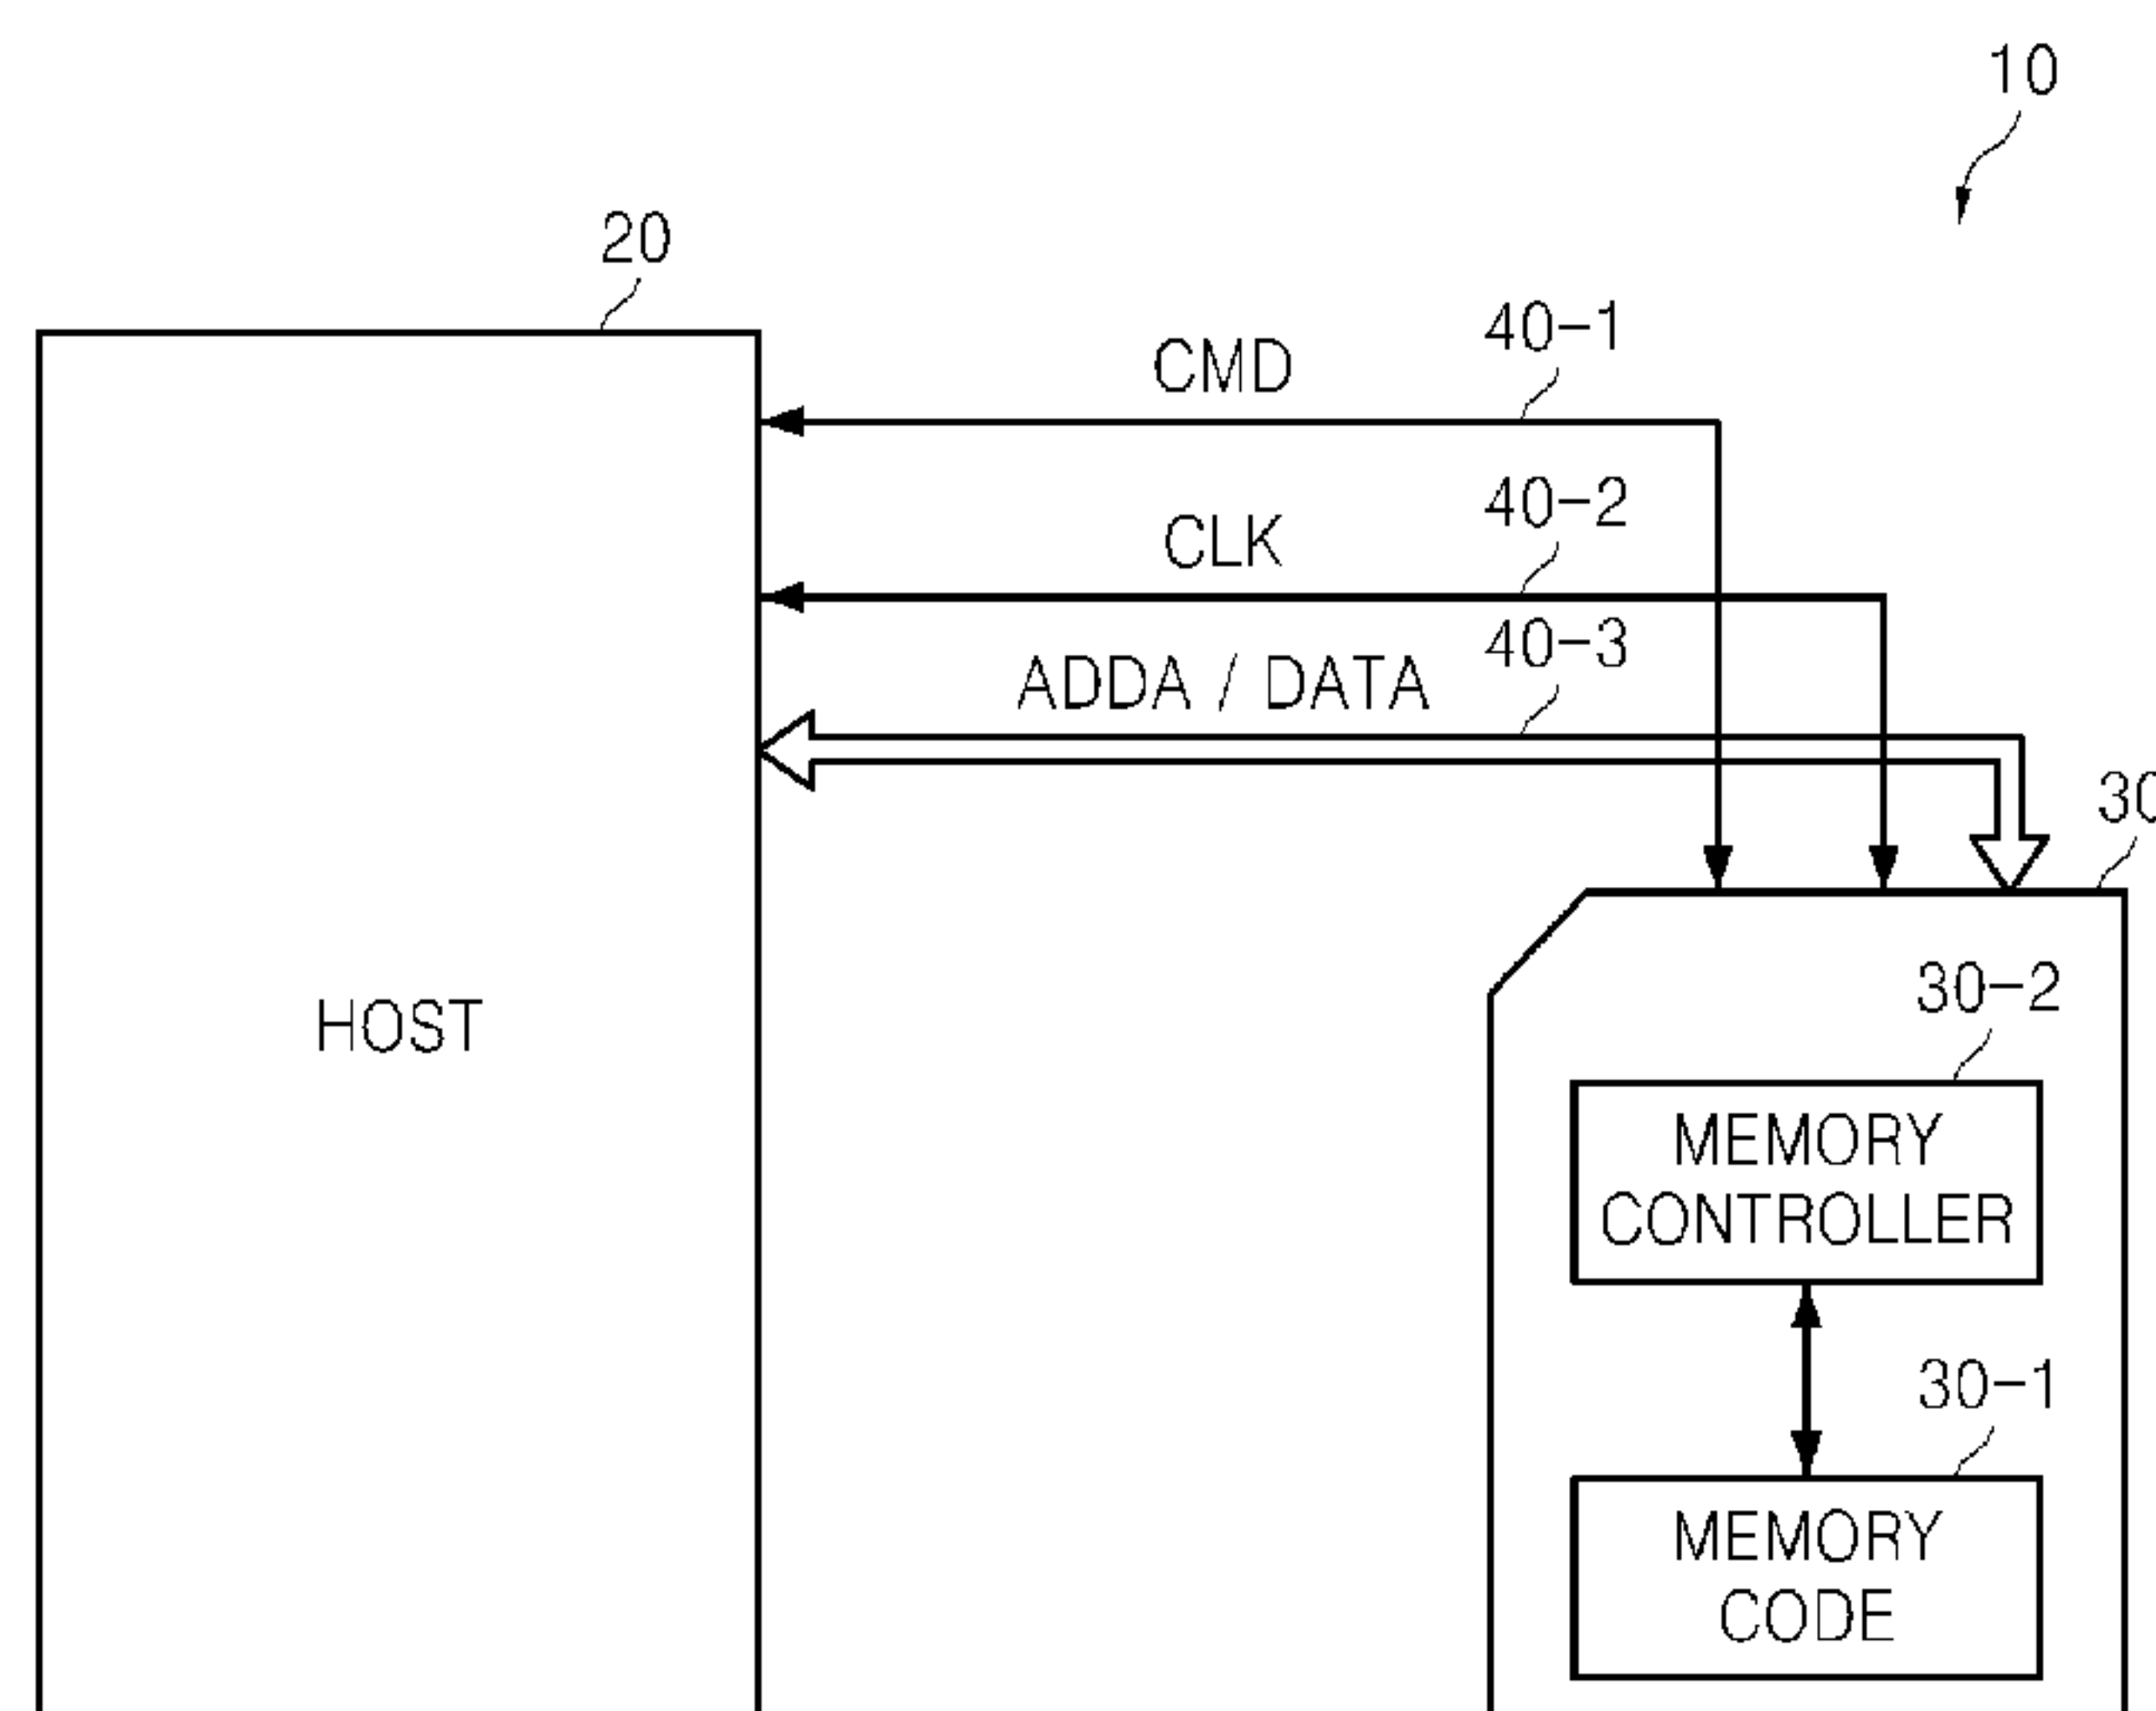 10
20
40-1
CMD
40-2
CLK
40-3
ADDA / DATA
30
HOST
30-2
MEMORY
CONTROLLER
30-1
MEMORY
CODE